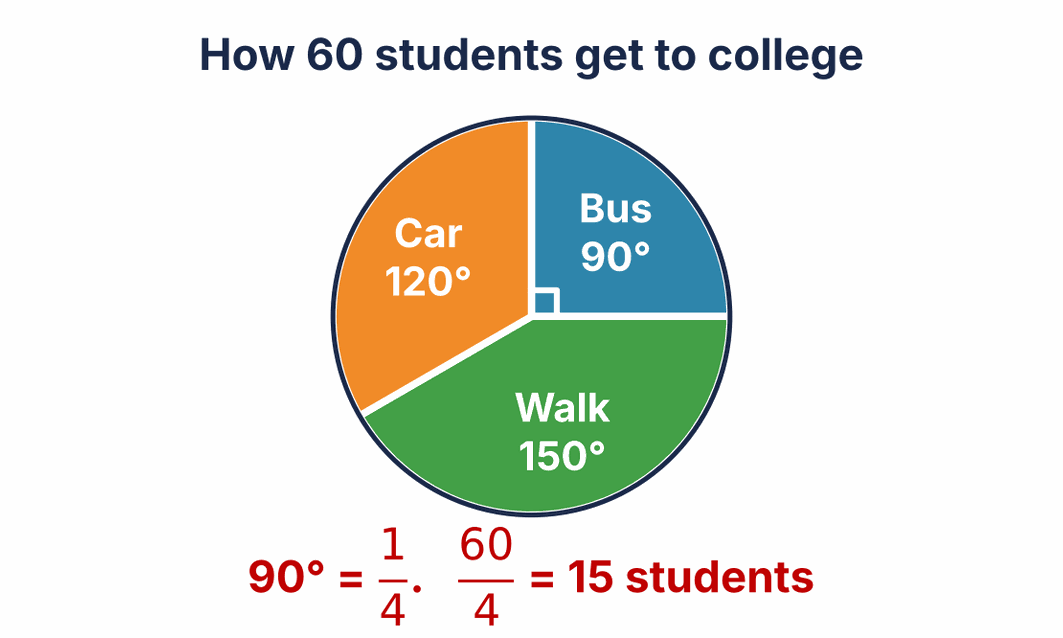 How 60 students get to college
Bus
90°
Car
120°
Walk
150°
90° = 1/4. 60/4 = 15 students